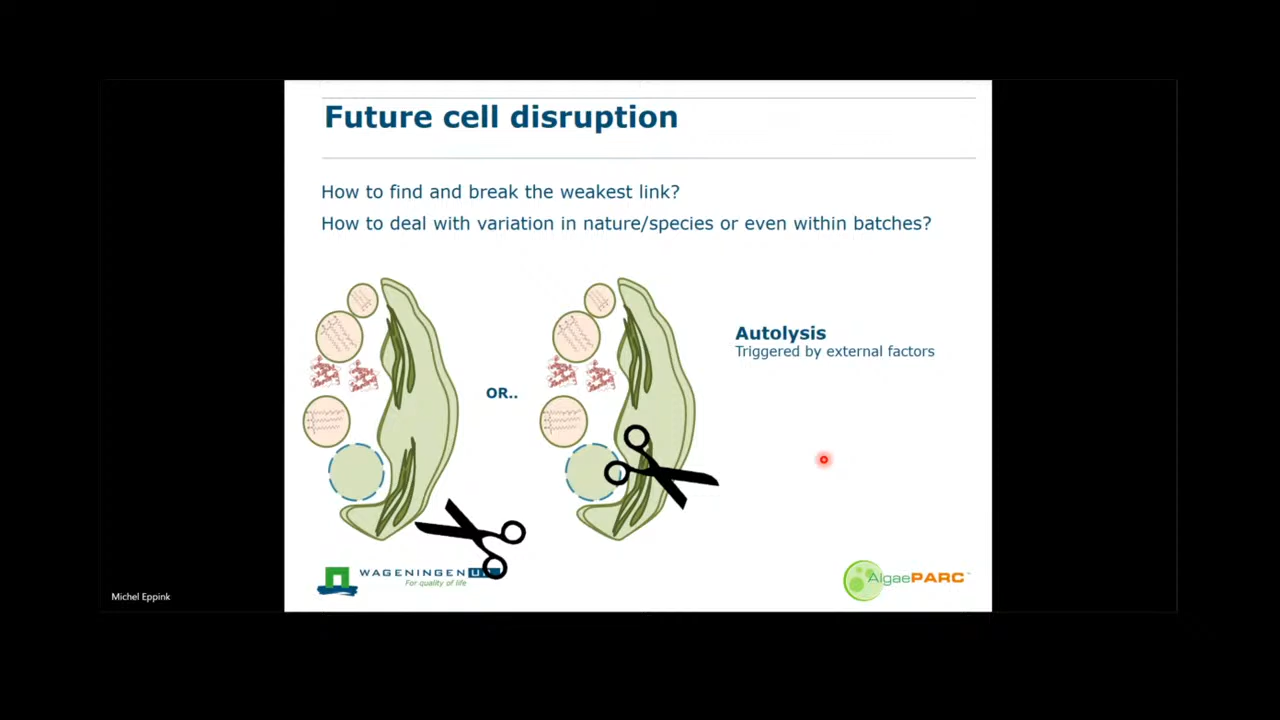 Future cell disruption
How to find and break the weakest link?
How to deal with variation in nature/species or even within batches?
Autolysis
Triggered by external factors
OR..
WAGENINGEN
For quality of life
AlgaePARC™
Michel Eppink